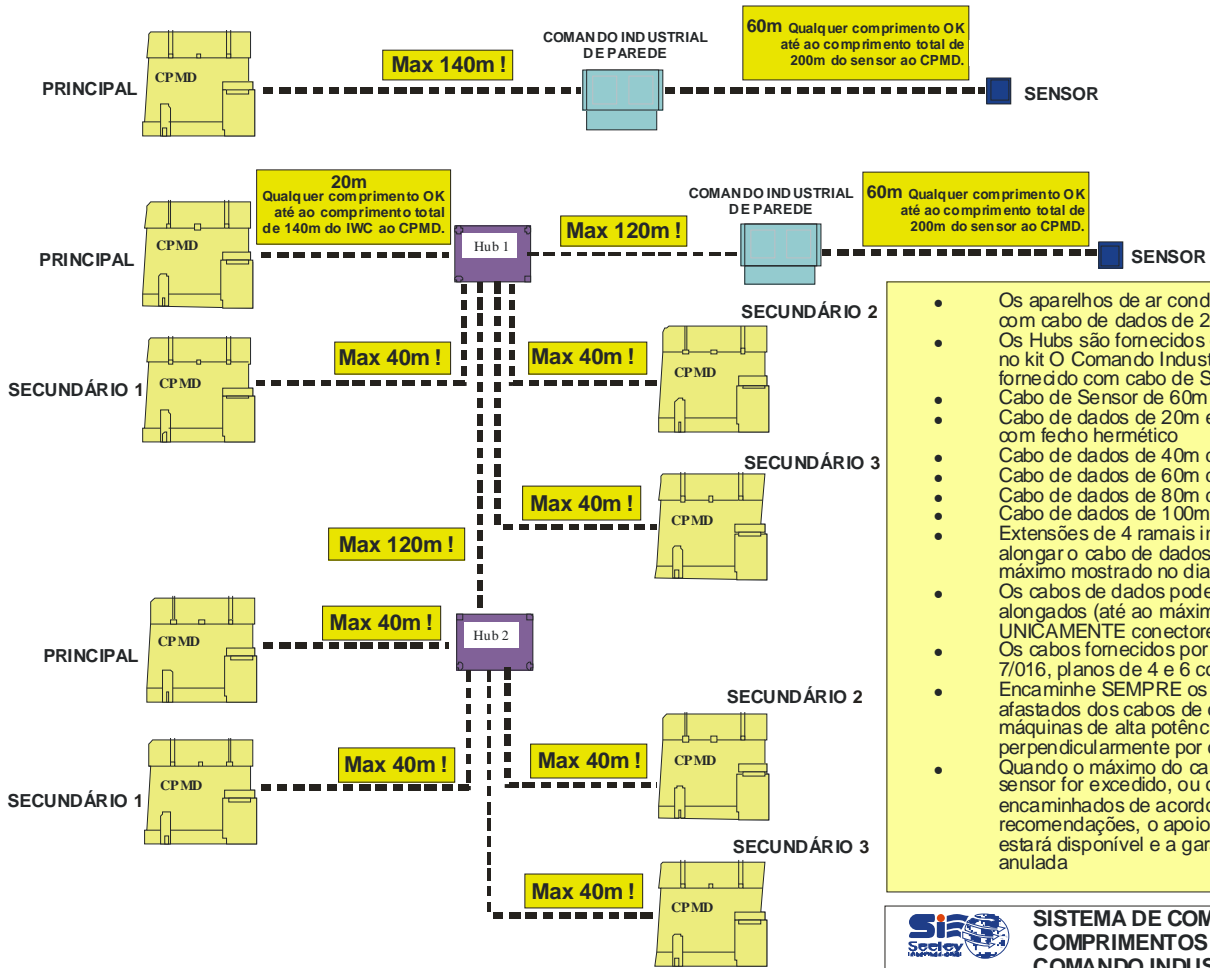 PRINCIPAL
CPMD
Max 140m !
COMANDO INDUSTRIAL
DE PAREDE
60m Qualquer comprimento OK
até ao comprimento total de
200m do sensor ao CPMD.
SENSOR
PRINCIPAL
CPMD
20m
Qualquer comprimento OK
até ao comprimento total
de 140m do IWC ao CPMD.
Hub 1
Max 120m !
COMANDO INDUSTRIAL
DE PAREDE
60m Qualquer comprimento OK
até ao comprimento total de
200m do sensor ao CPMD.
SENSOR
SECUNDÁRIO 1
CPMD
Max 40m !
Max 40m !
SECUNDÁRIO 2
CPMD
SECUNDÁRIO 3
Max 40m !
CPMD
Max 120m !
PRINCIPAL
CPMD
Max 40m !
Hub 2
SECUNDÁRIO 1
CPMD
Max 40m !
Max 40m !
SECUNDÁRIO 2
CPMD
SECUNDÁRIO 3
Max 40m !
CPMD
• Os aparelhos de ar cond
com cabo de dados de 2
• Os Hubs são fornecidos
no kit O Comando Indust
fornecido com cabo de S
• Cabo de Sensor de 60m
• Cabo de dados de 20m e
com fecho hermético
• Cabo de dados de 40m c
• Cabo de dados de 60m c
• Cabo de dados de 80m c
• Cabo de dados de 100m
• Extensões de 4 ramais in
alongar o cabo de dados
máximo mostrado no dia
• Os cabos de dados pode
alongados (até ao máxim
UNICAMENTE conectore
• Os cabos fornecidos por
7/016, planos de 4 e 6 co
• Encaminhe SEMPRE os
afastados dos cabos de
máquinas de alta potênc
perpendicularmente por
• Quando o máximo do ca
sensor for excedido, ou
encaminhados de acordo
recomendações, o apoio
estará disponível e a gar
anulada
Seeley
SISTEMA DE COM
COMPRIMENTOS
COMANDO INDUS